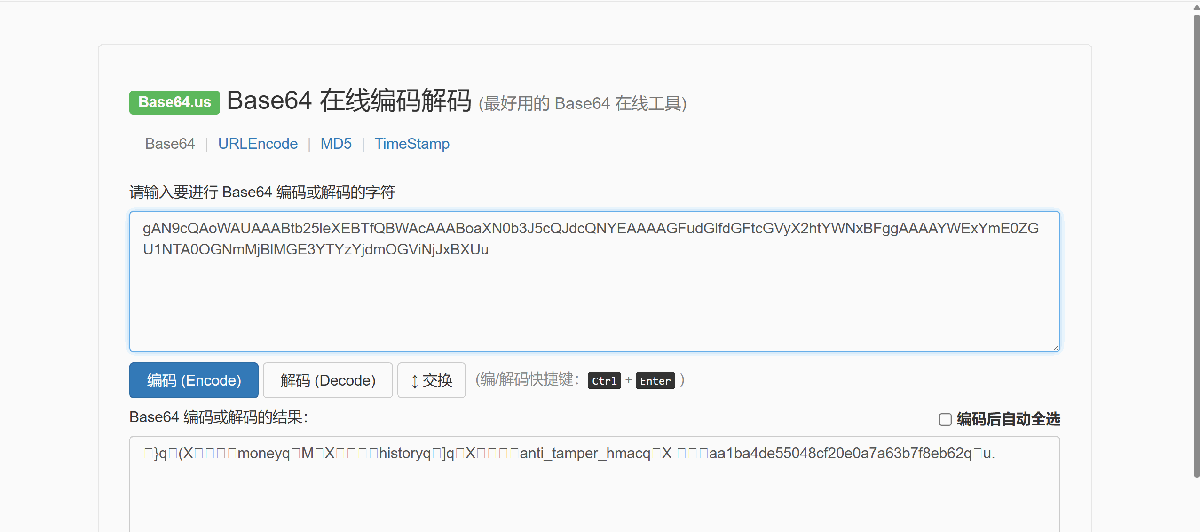 Base64.us Base64 在线编码解码 (最好用的 Base64 在线工具)
Base64 | URLEncode | MD5 | TimeStamp
请输入要进行 Base64 编码或解码的字符
gAN9cQAoWAUAAABtb25leXEBTfQBWAcAAABoaXN0b3J5cQJdcQNYEAAAAGFudGlfdGFtcGVyX2htYWNxBFggAAAAYWExYmE0ZG
U1NTA0OGNmMjBlMGE3YTYzYjdmOGViNjJxBXUu
编码 (Encode) 解码 (Decode) ↕ 交换 (编/解码快捷键： Ctrl + Enter )
Base64 编码或解码的结果： 编码后自动全选
□}q□(X□□□□moneyq□M□X□□□□historyq□]q□X□□□□anti_tamper_hmacq□X □□□aa1ba4de55048cf20e0a7a63b7f8eb62q□u.